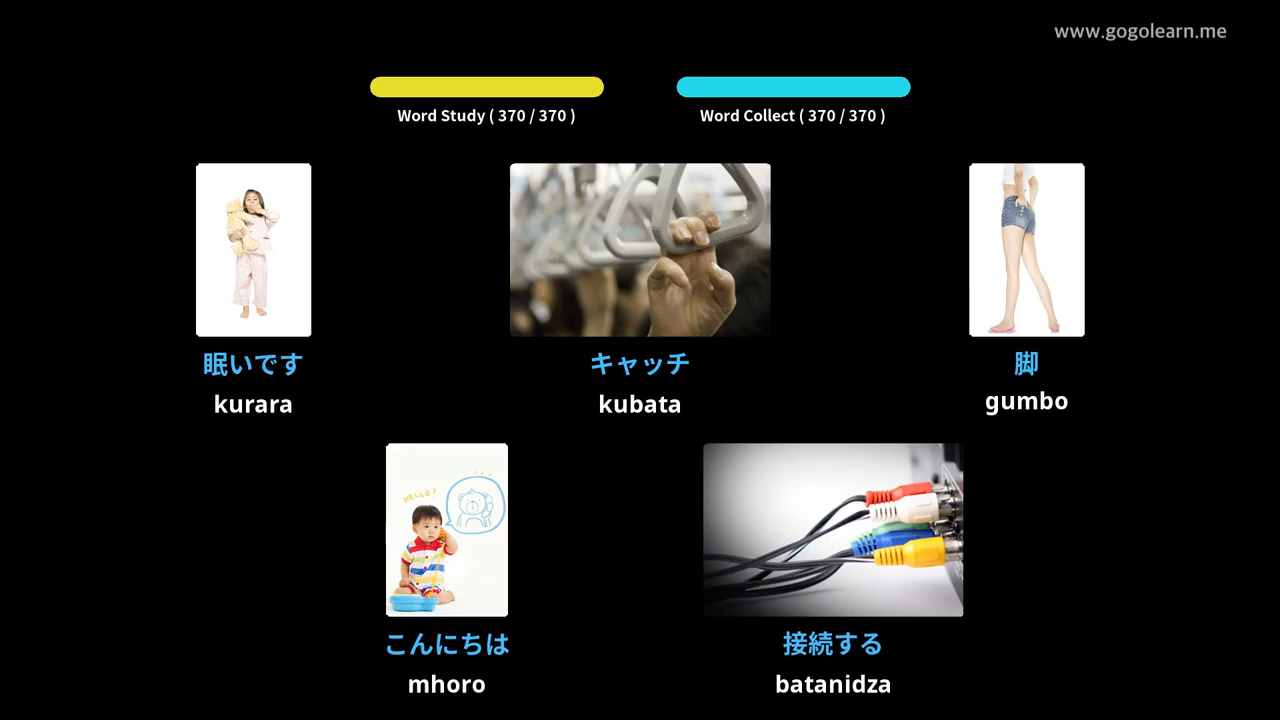 www.gogolearn.me
Word Study ( 370 / 370 )
Word Collect ( 370 / 370 )
眠いです
kurara
キャッチ
kubata
脚
gumbo
HELLO?
こんにちは
mhoro
接続する
batanidza